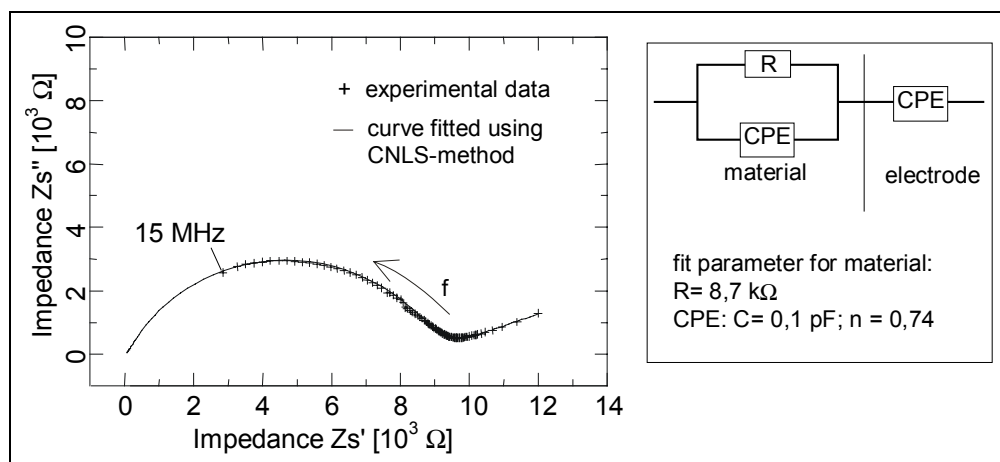 10
8
6
4
2
0
Impedance Zs'' [10³ Ω]
+ experimental data
— curve fitted using
CNLS-method
15 MHz
f
0 2 4 6 8 10 12 14
Impedance Zs' [10³ Ω]
R
CPE
CPE
material
electrode
fit parameter for material:
R= 8,7 kΩ
CPE: C= 0,1 pF; n = 0,74